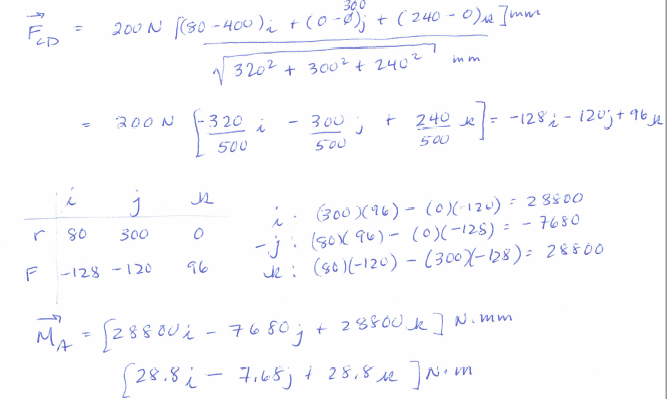 F⃗CD = 200 N [(80 - 400)i + (0 - 300)j + (240 - 0)k] mm
√320² + 300² + 240² mm
= 200 N [-320/500 i - 300/500 j + 240/500 k] = -128i - 120j + 96k
i j k
r 80 300 0
F -128 -120 96
i: (300)(96) - (0)(-120) = 28800
-j: (80)(96) - (0)(-128) = -7680
k: (80)(-120) - (300)(-128) = 28800
M⃗A = [28800i - 7680j + 28800k] N.mm
[28.8i - 7.68j + 28.8k] N.m